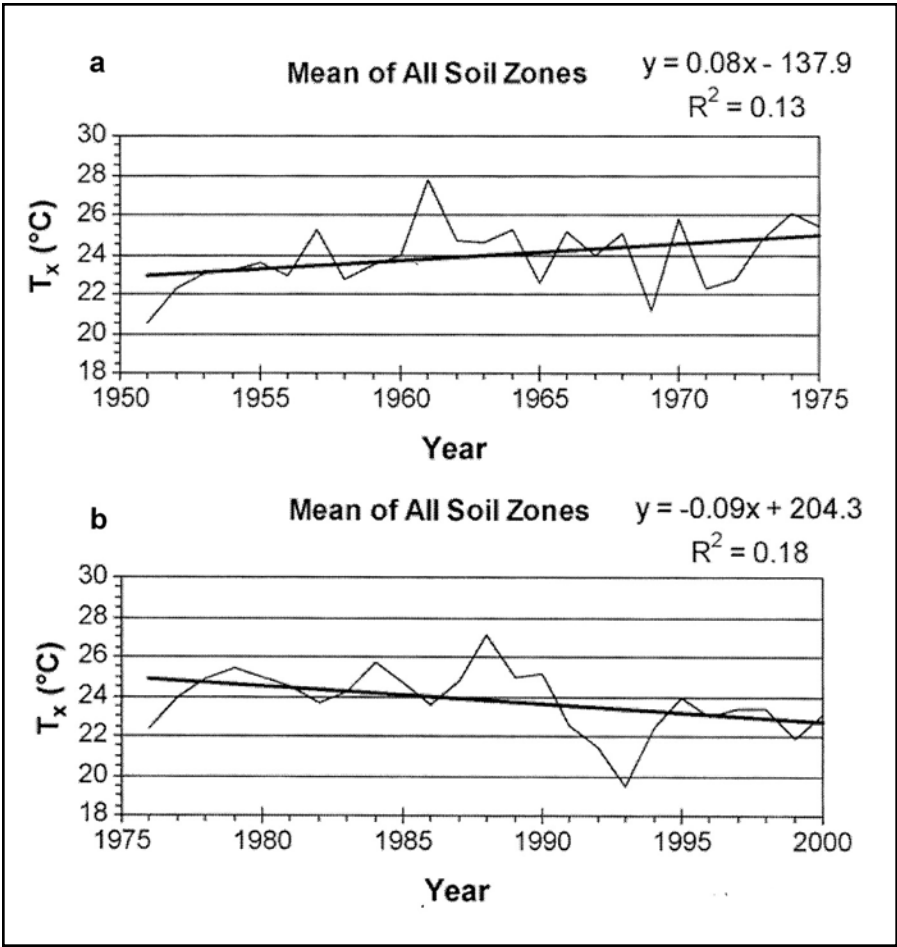 a
Mean of All Soil Zones
y = 0.08x - 137.9
R² = 0.13
30
28
26
24
22
20
18
Tₓ (°C)
1950 1955 1960 1965 1970 1975
Year
b
Mean of All Soil Zones
y = -0.09x + 204.3
R² = 0.18
30
28
26
24
22
20
18
Tₓ (°C)
1975 1980 1985 1990 1995 2000
Year